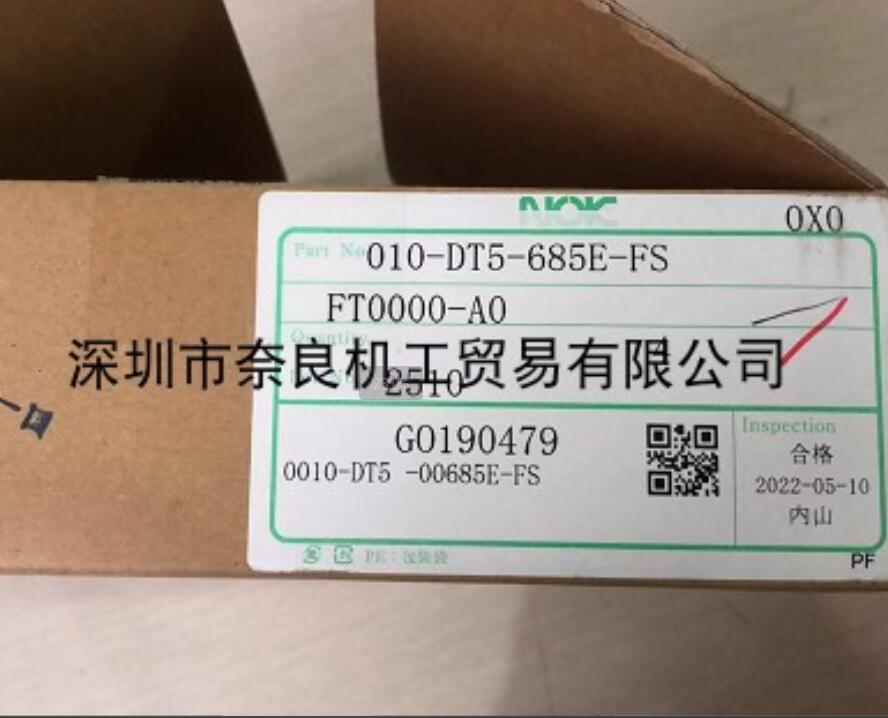 NOK
OXO
Part No 010-DT5-685E-FS
FT0000-A0
Quantity
深圳市奈良机工贸易有限公司
2510
G0190479
0010-DT5 -00685E-FS
Inspection
合格
2022-05-10
内山
PE:
PF